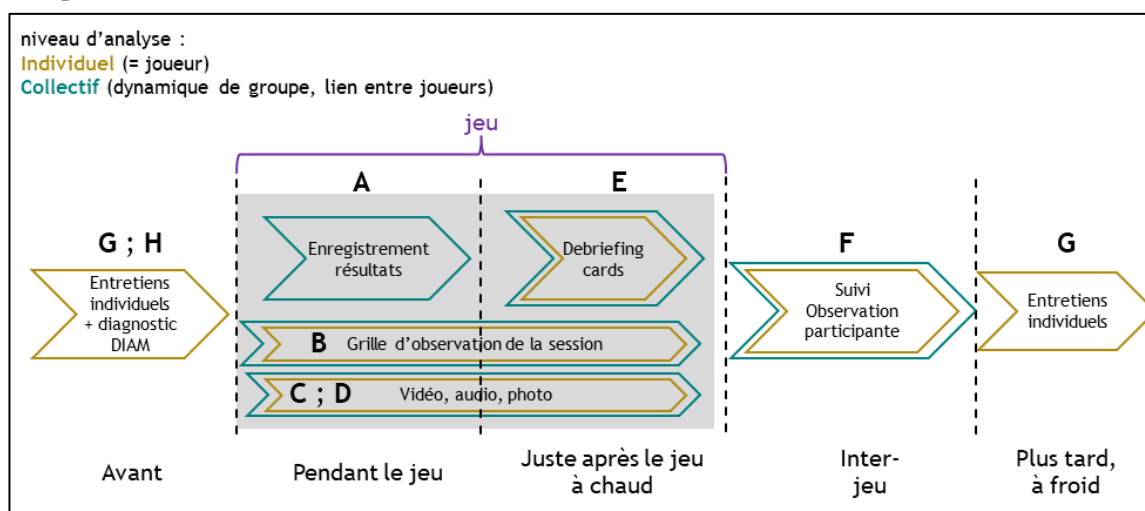 niveau d'analyse :
Individuel (= joueur)
Collectif (dynamique de groupe, lien entre joueurs)
jeu
A
E
Enregistrement
résultats
Debriefing
cards
G ; H
Entretiens
individuels
+ diagnostic
DIAM
F
Suivi
Observation
participante
G
Entretiens
individuels
B Grille d'observation de la session
C ; D Vidéo, audio, photo
Avant
Pendant le jeu
Juste après le jeu
à chaud
Inter-
jeu
Plus tard,
à froid